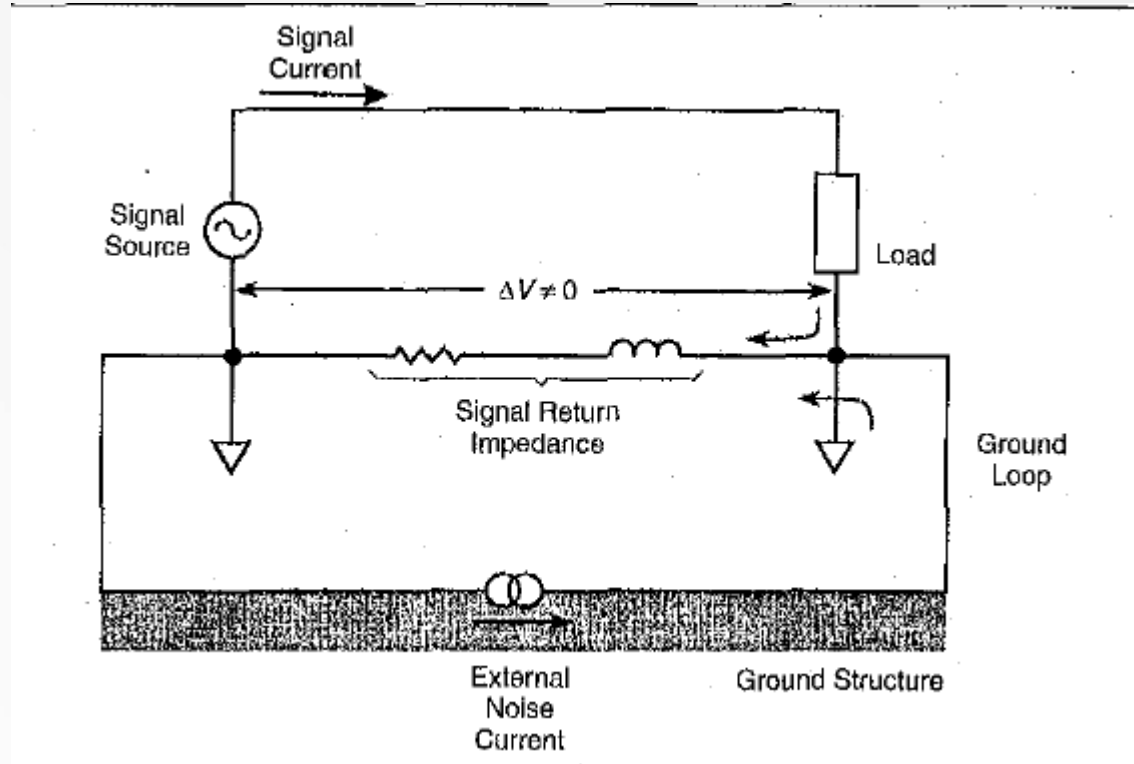 Signal
Current
Signal
Source
Load
ΔV ≠ 0
Signal Return
Impedance
Ground
Loop
External
Noise
Current
Ground Structure